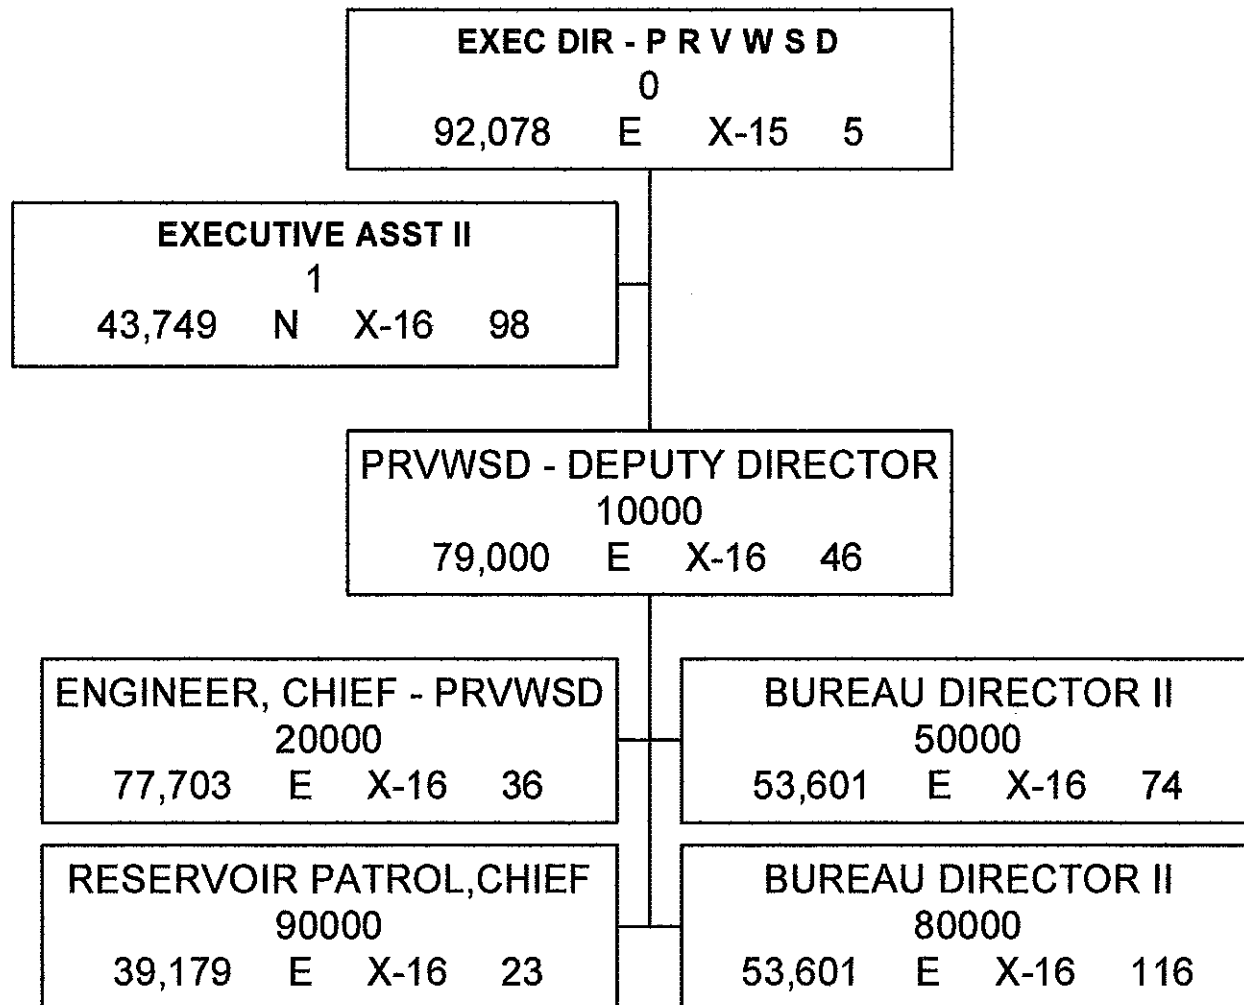 EXEC DIR - P R V W S D
0
92,078 E X-15 5
EXECUTIVE ASST II
1
43,749 N X-16 98
PRVWSD - DEPUTY DIRECTOR
10000
79,000 E X-16 46
ENGINEER, CHIEF - PRVWSD
20000
77,703 E X-16 36
BUREAU DIRECTOR II
50000
53,601 E X-16 74
RESERVOIR PATROL,CHIEF
90000
39,179 E X-16 23
BUREAU DIRECTOR II
80000
53,601 E X-16 116